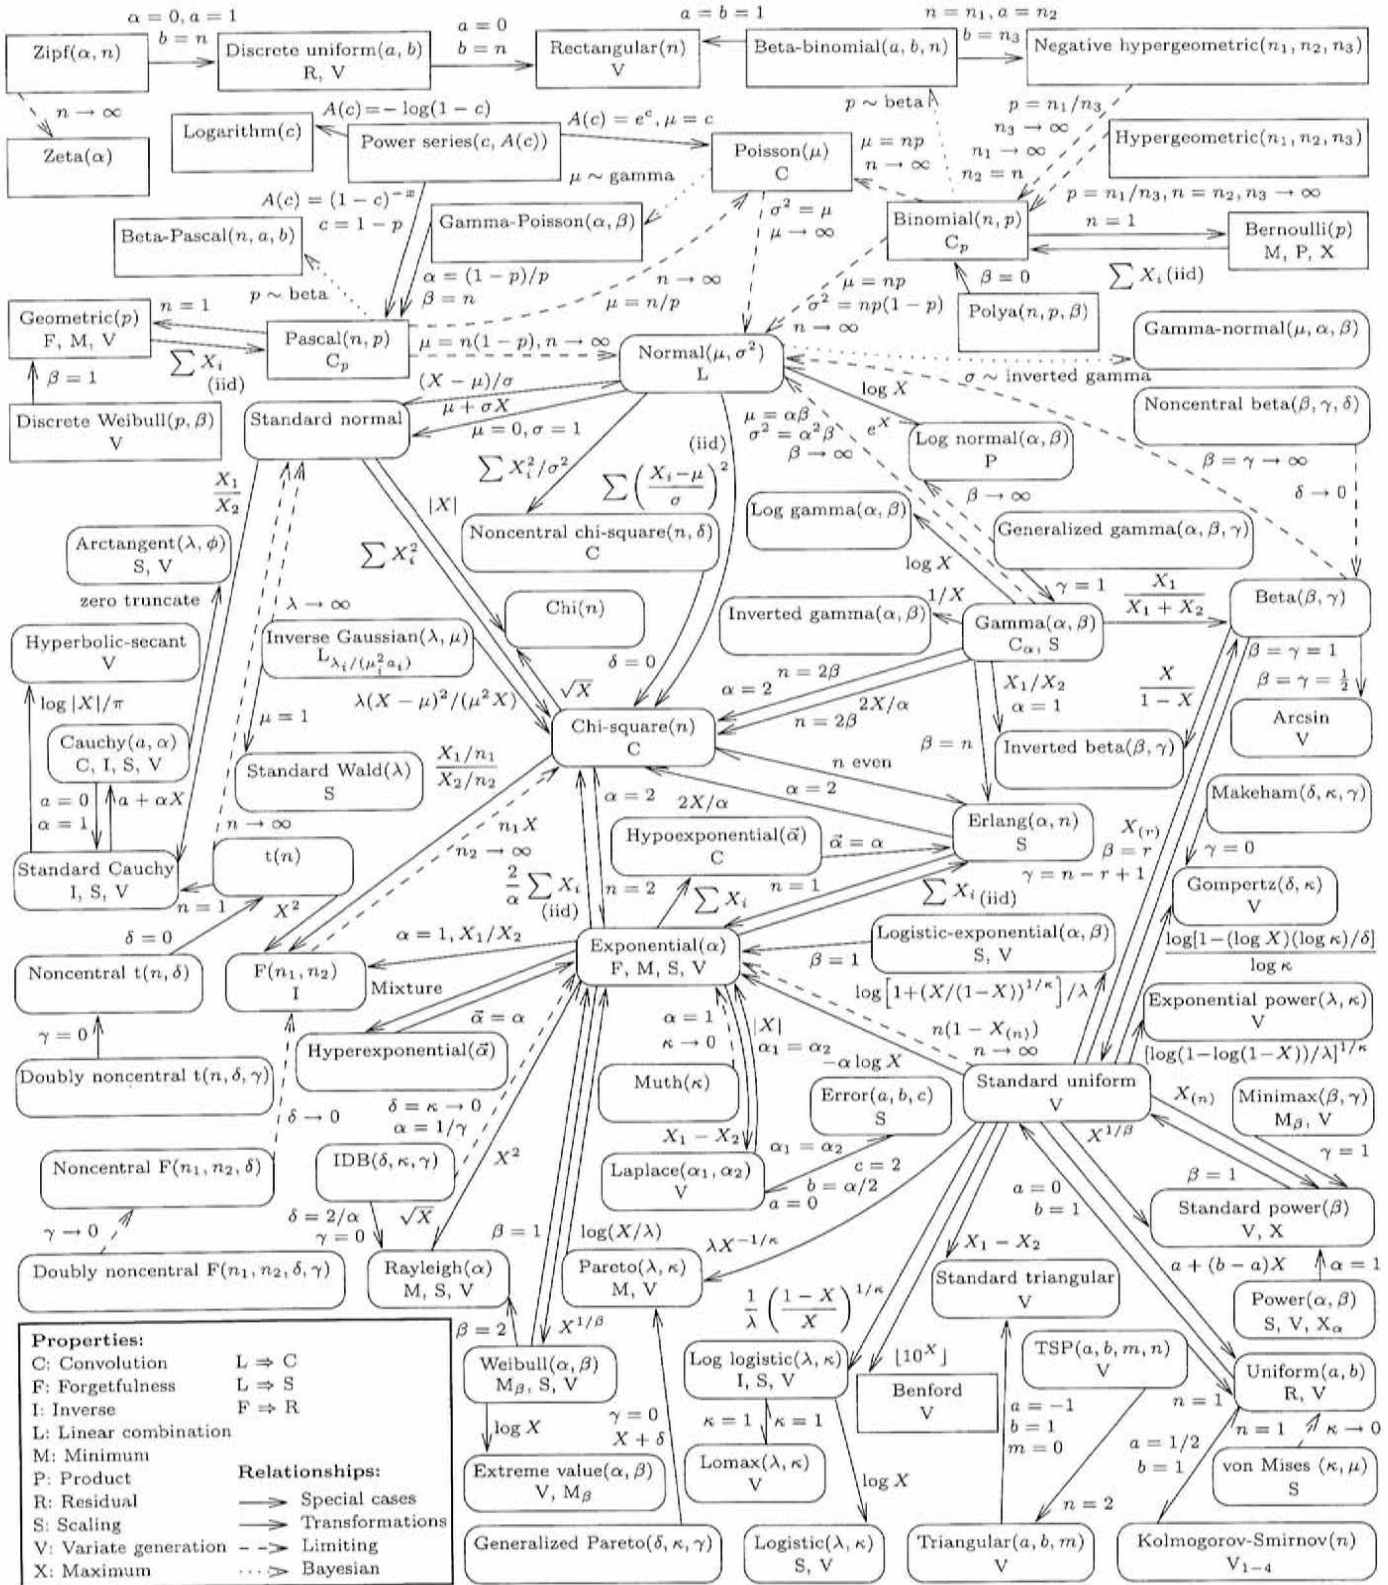 α = 0, a = 1
b = n
a = 0
b = n
a = b = 1
n = n₁, a = n₂
b = n₃
Zipf(α, n)
Discrete uniform(a, b)
R, V
Rectangular(n)
V
Beta-binomial(a, b, n)
Negative hypergeometric(n₁, n₂, n₃)
n → ∞
A(c) = − log(1 − c)
A(c) = eᶜ, μ = c
p ∼ beta
p = n₁/n₃
n₃ → ∞
n₁ → ∞
n₂ = n
Zeta(α)
Logarithm(c)
Power series(c, A(c))
Poisson(μ)
C
μ = np
n → ∞
Hypergeometric(n₁, n₂, n₃)
μ ∼ gamma
p = n₁/n₃, n = n₂, n₃ → ∞
A(c) = (1 − c)⁻ˣ
c = 1 − p
Beta-Pascal(n, a, b)
Gamma-Poisson(α, β)
σ² = μ
μ → ∞
Binomial(n, p)
Cₚ
n = 1
Bernoulli(p)
M, P, X
∑ Xᵢ (iid)
p ∼ beta
α = (1 − p)/p
β = n
n → ∞
μ = n/p
μ = np
σ² = np(1 − p)
n → ∞
β = 0
Polya(n, p, β)
Geometric(p)
F, M, V
n = 1
∑ Xᵢ
(iid)
Pascal(n, p)
Cₚ
μ = n(1 − p), n → ∞
Normal(μ, σ²)
L
Gamma-normal(μ, α, β)
σ ∼ inverted gamma
β = 1
Discrete Weibull(p, β)
V
Standard normal
(X − μ)/σ
μ + σX
μ = 0, σ = 1
log X
eˣ
μ = αβ
σ² = α²β
β → ∞
Log normal(α, β)
P
Noncentral beta(β, γ, δ)
β = γ → ∞
δ → 0
X₁
X₂
|X|
∑ Xᵢ²/σ²
(iid)
∑ ((Xᵢ−μ)/σ)²
β → ∞
Arctangent(λ, φ)
S, V
∑ Xᵢ²
Noncentral chi-square(n, δ)
C
Log gamma(α, β)
Generalized gamma(α, β, γ)
log X
γ = 1
X₁
X₁ + X₂
zero truncate
λ → ∞
Chi(n)
Inverted gamma(α, β)
1/X
Gamma(α, β)
C_α, S
Beta(β, γ)
Hyperbolic-secant
V
Inverse Gaussian(λ, μ)
L_{λᵢ/(μᵢ²aᵢ)}
δ = 0
√X
n = 2β
α = 2
2X/α
n = 2β
X₁/X₂
α = 1
X
1 − X
β = γ = 1
β = γ = ½
log |X|/π
λ(X − μ)²/(μ²X)
μ = 1
Chi-square(n)
C
β = n
Inverted beta(β, γ)
Arcsin
V
Cauchy(a, α)
C, I, S, V
Standard Wald(λ)
S
X₁/n₁
X₂/n₂
n even
α = 2
2X/α
Makeham(δ, κ, γ)
a = 0
α = 1
a + αX
n → ∞
n₁X
n₂ → ∞
α = 2
Hypoexponential(α⃗)
C
α⃗ = α
Erlang(α, n)
S
X₍ᵣ₎
β = r
γ = n − r + 1
γ = 0
Standard Cauchy
I, S, V
t(n)
n = 1
X²
2
α
∑ Xᵢ
(iid)
n = 2
∑ Xᵢ
n = 1
∑ Xᵢ (iid)
Gompertz(δ, κ)
V
δ = 0
α = 1, X₁/X₂
Exponential(α)
F, M, S, V
β = 1
Logistic-exponential(α, β)
S, V
log[1−(log X)(log κ)/δ]
log κ
Noncentral t(n, δ)
F(n₁, n₂)
I
Mixture
log[1+(X/(1−X))^{1/κ}]/λ
Exponential power(λ, κ)
V
γ = 0
α⃗ = α
Hyperexponential(α⃗)
α = 1
κ → 0
|X|
α₁ = α₂
n(1 − X₍ₙ₎)
n → ∞
−α log X
[log(1−log(1−X))/λ]^{1/κ}
Doubly noncentral t(n, δ, γ)
δ → 0
δ = κ → 0
α = 1/γ
Muth(κ)
Error(a, b, c)
S
Standard uniform
V
X₍ₙ₎
X^{1/β}
Minimax(β, γ)
M_β, V
γ = 1
Noncentral F(n₁, n₂, δ)
IDB(δ, κ, γ)
X²
X₁ − X₂
Laplace(α₁, α₂)
V
α₁ = α₂
c = 2
b = α/2
a = 0
a = 0
b = 1
β = 1
Standard power(β)
V, X
γ → 0
δ = 2/α
γ = 0
√X
β = 1
log(X/λ)
λX^{−1/κ}
X₁ − X₂
a + (b − a)X
α = 1
Doubly noncentral F(n₁, n₂, δ, γ)
Rayleigh(α)
M, S, V
Pareto(λ, κ)
M, V
Standard triangular
V
Power(α, β)
S, V, X_α
β = 2
X^{1/β}
1/λ ((1 − X)/X)^{1/κ}
Weibull(α, β)
M_β, S, V
Log logistic(λ, κ)
I, S, V
⌊10ˣ⌋
Benford
V
TSP(a, b, m, n)
V
Uniform(a, b)
R, V
log X
γ = 0
X + δ
κ = 1
κ = 1
a = −1
b = 1
m = 0
n = 1
a = 1/2
b = 1
n = 1
κ → 0
Extreme value(α, β)
V, M_β
Lomax(λ, κ)
V
log X
n = 2
von Mises (κ, μ)
S
Generalized Pareto(δ, κ, γ)
Logistic(λ, κ)
S, V
Triangular(a, b, m)
V
Kolmogorov-Smirnov(n)
V₁₋₄
Properties:
C: Convolution L ⇒ C
F: Forgetfulness L ⇒ S
I: Inverse F ⇒ R
L: Linear combination
M: Minimum
P: Product
R: Residual
S: Scaling
V: Variate generation
X: Maximum
Relationships:
Special cases
Transformations
Limiting
Bayesian